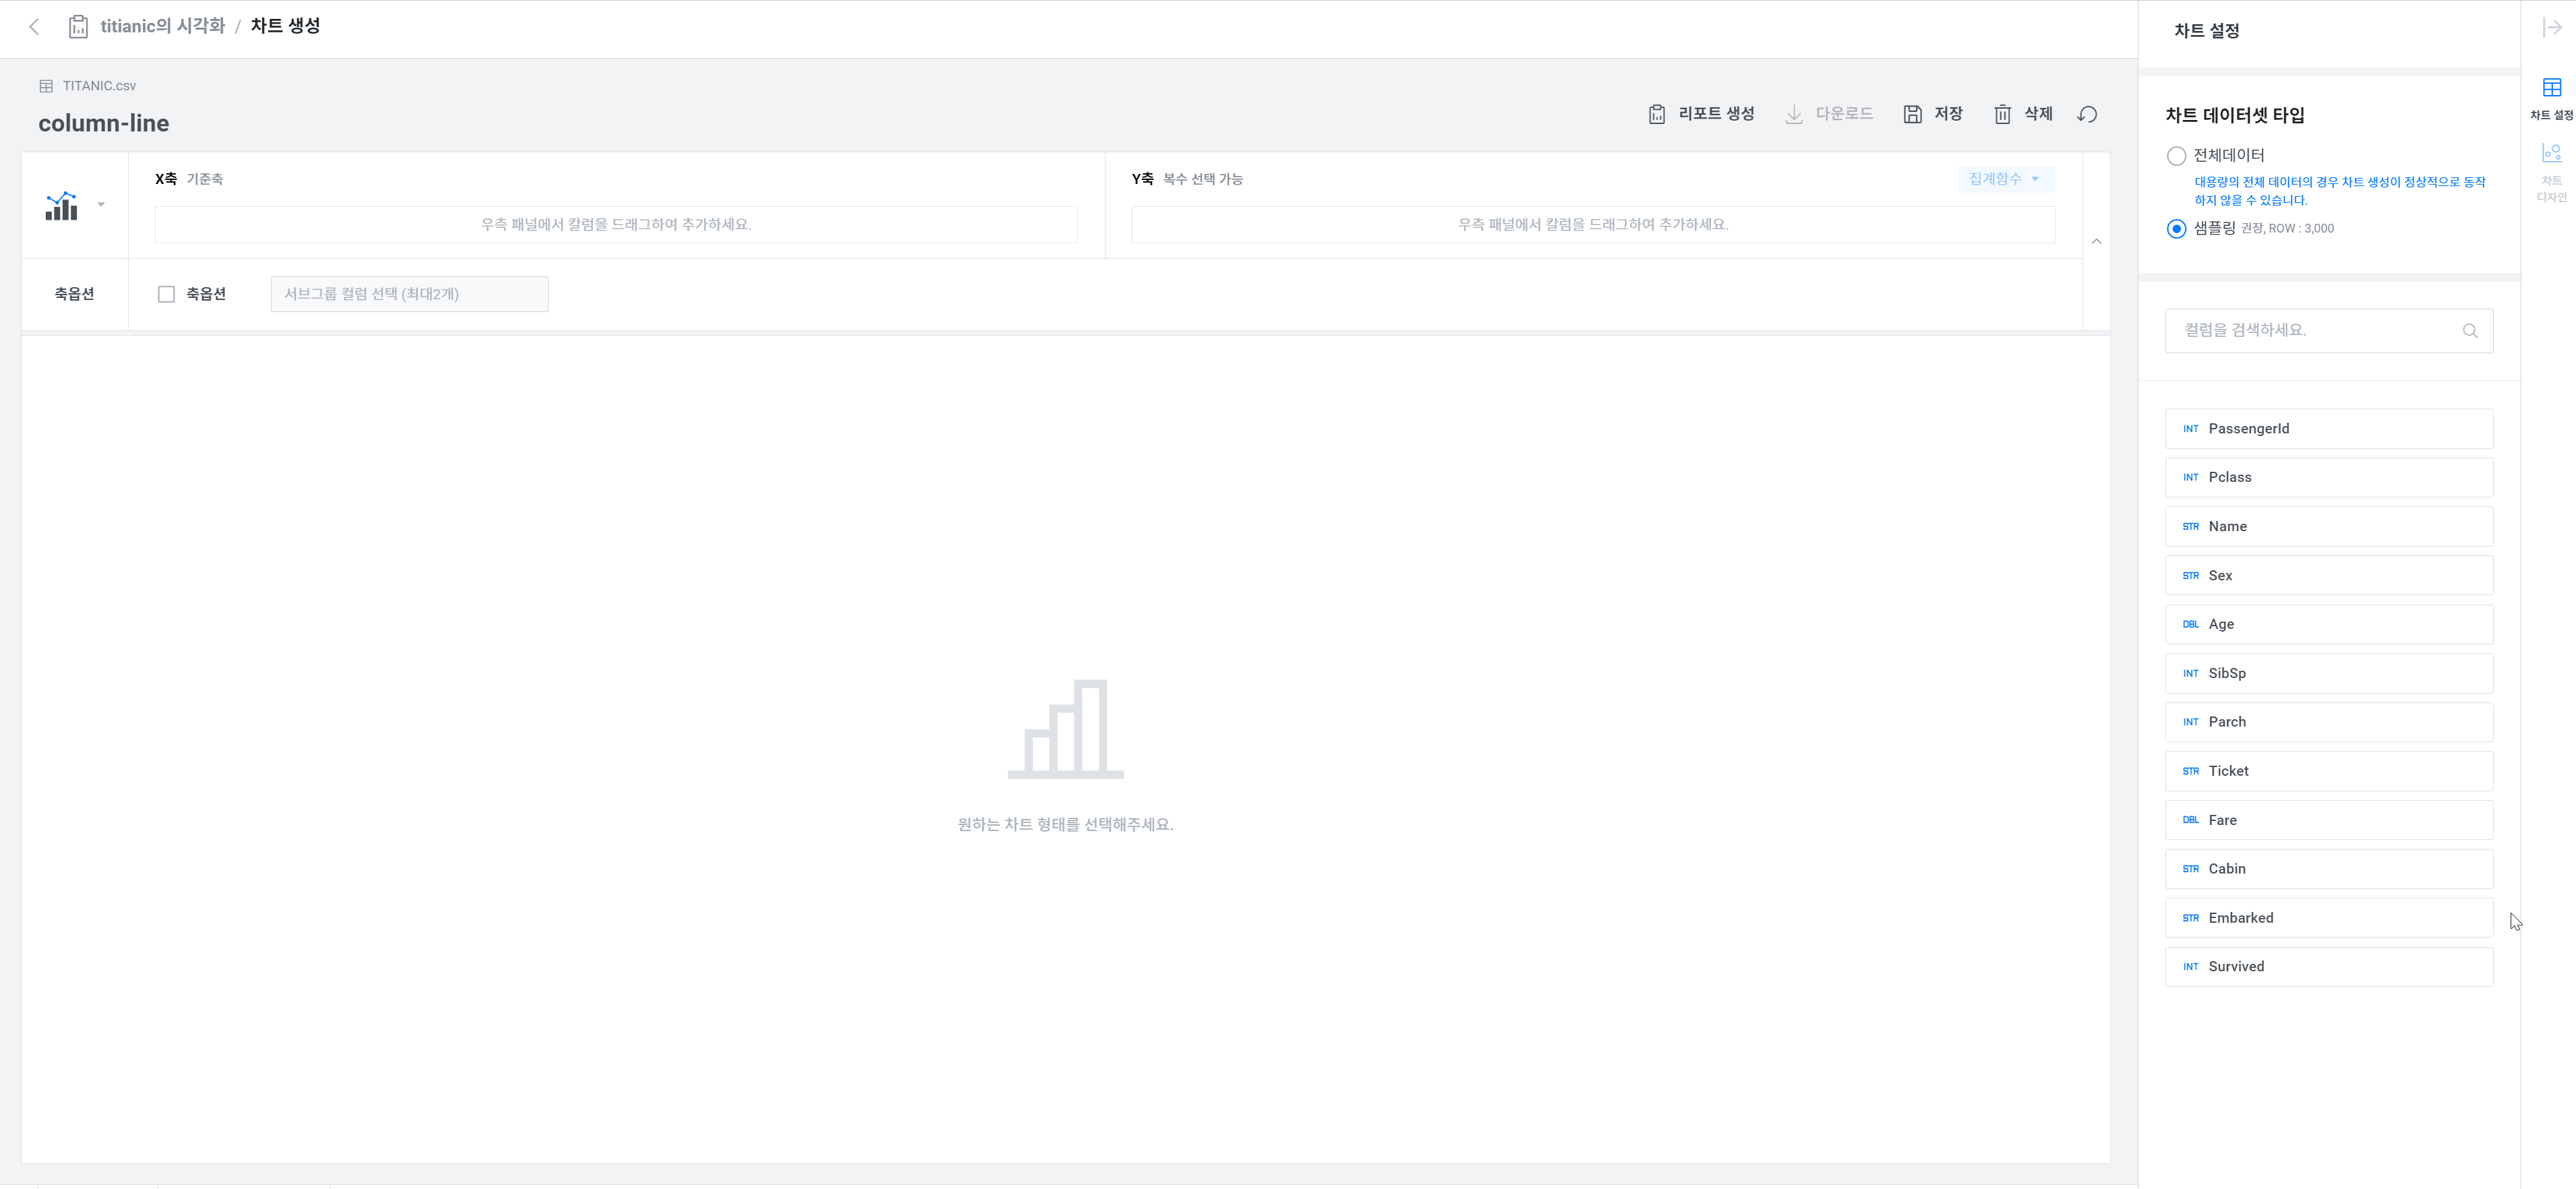 titianic의 시각화 / 차트 생성
TITANIC.csv
column-line
리포트 생성
다운로드
저장
삭제
X축 기준축
우측 패널에서 칼럼을 드래그하여 추가하세요.
Y축 복수 선택 가능
집계함수
우측 패널에서 칼럼을 드래그하여 추가하세요.
축옵션
축옵션
서브그룹 컬럼 선택 (최대2개)
원하는 차트 형태를 선택해주세요.
차트 설정
차트 데이터셋 타입
전체데이터
대용량의 전체 데이터의 경우 차트 생성이 정상적으로 동작
하지 않을 수 있습니다.
샘플링 권장, ROW : 3,000
컬럼을 검색하세요.
INT PassengerId
INT Pclass
STR Name
STR Sex
DBL Age
INT SibSp
INT Parch
STR Ticket
DBL Fare
STR Cabin
STR Embarked
INT Survived
차트 설정
차트
디자인